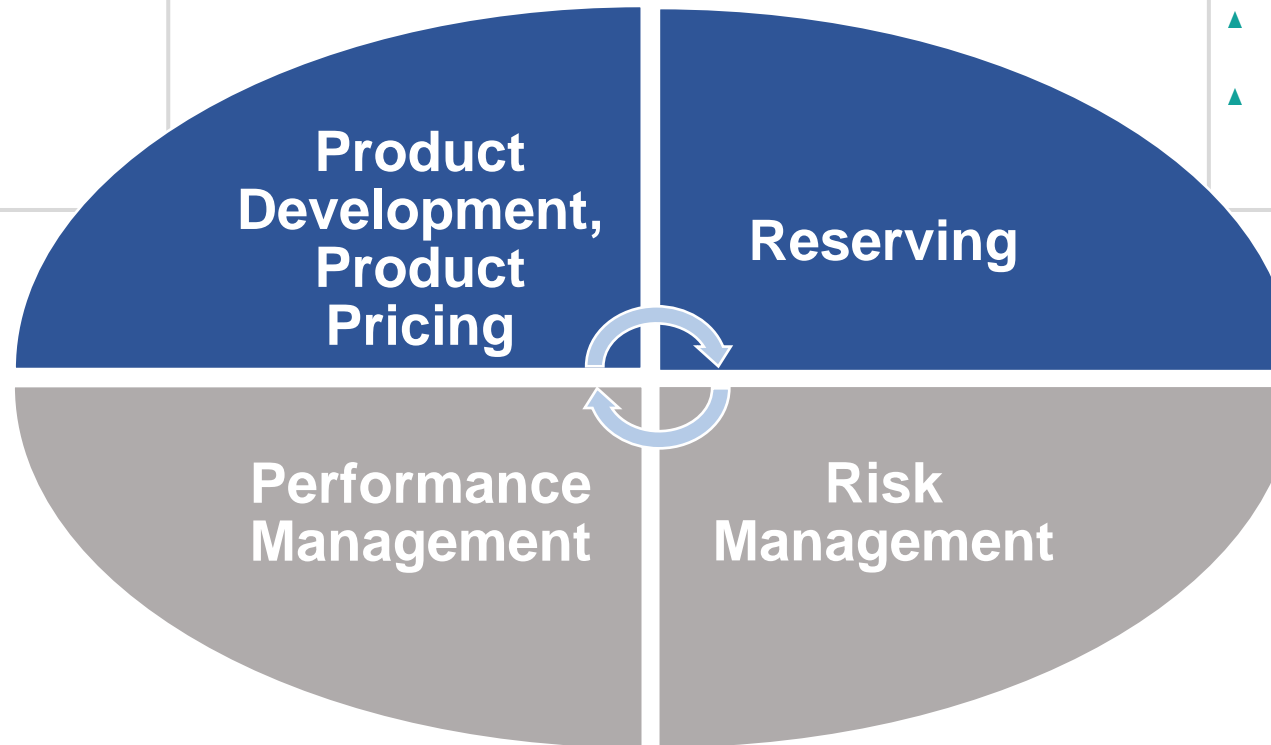 Product
Development,
Product
Pricing
Reserving
Performance
Management
Risk
Management